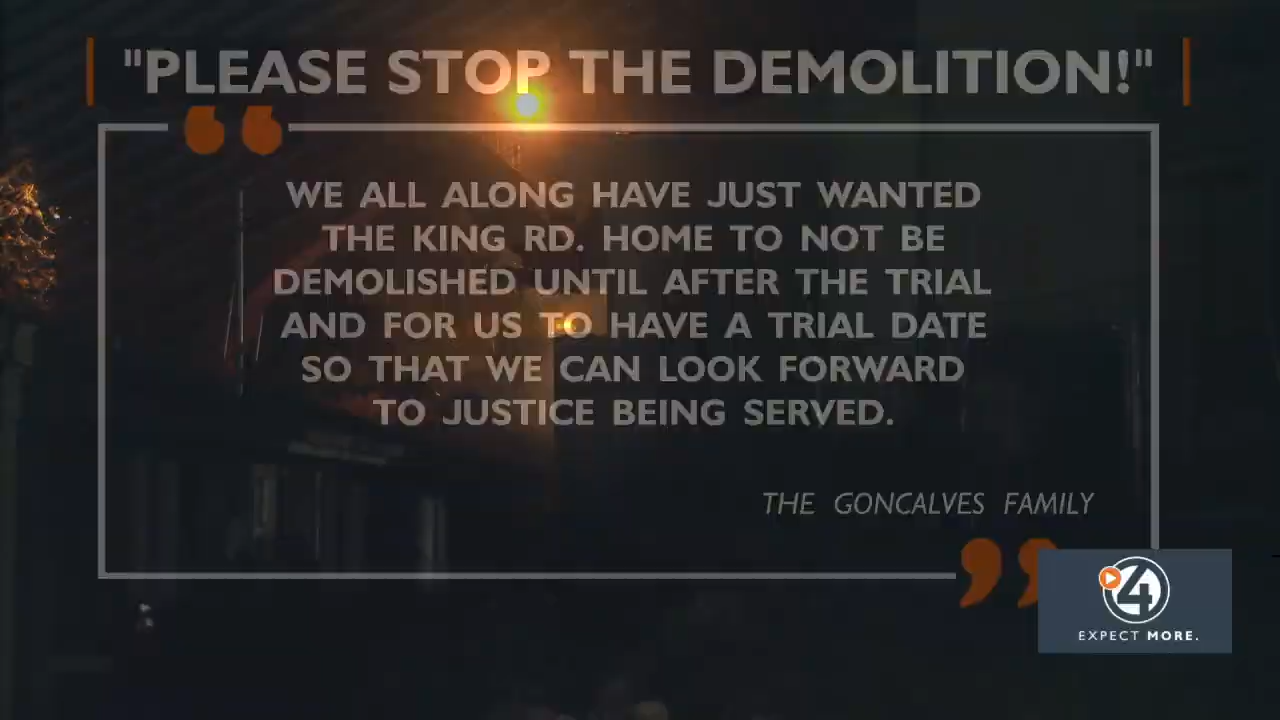 "PLEASE STOP THE DEMOLITION!"
WE ALL ALONG HAVE JUST WANTED
THE KING RD. HOME TO NOT BE
DEMOLISHED UNTIL AFTER THE TRIAL
AND FOR US TO HAVE A TRIAL DATE
SO THAT WE CAN LOOK FORWARD
TO JUSTICE BEING SERVED.
THE GONCALVES FAMILY
4
EXPECT MORE.